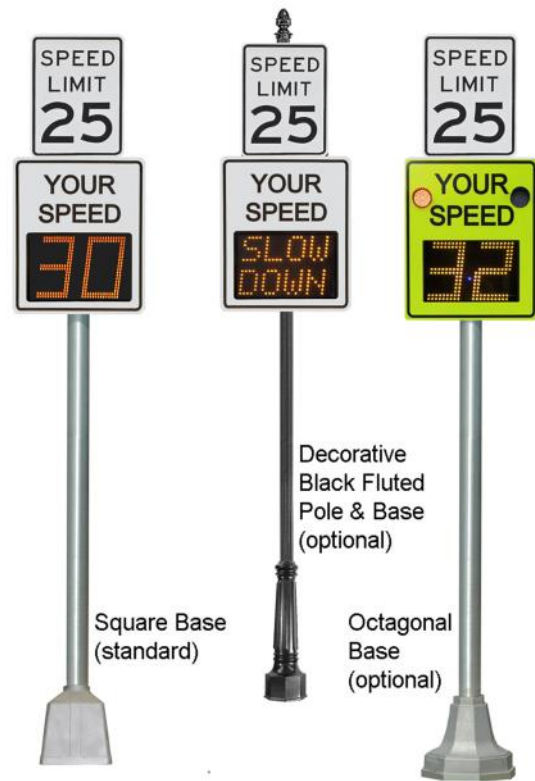 SPEED
LIMIT
25
YOUR
SPEED
30
SPEED
LIMIT
25
YOUR
SPEED
SLOW
DOWN
SPEED
LIMIT
25
YOUR
SPEED
32
Square Base
(standard)
Decorative
Black Fluted
Pole & Base
(optional)
Octagonal
Base
(optional)